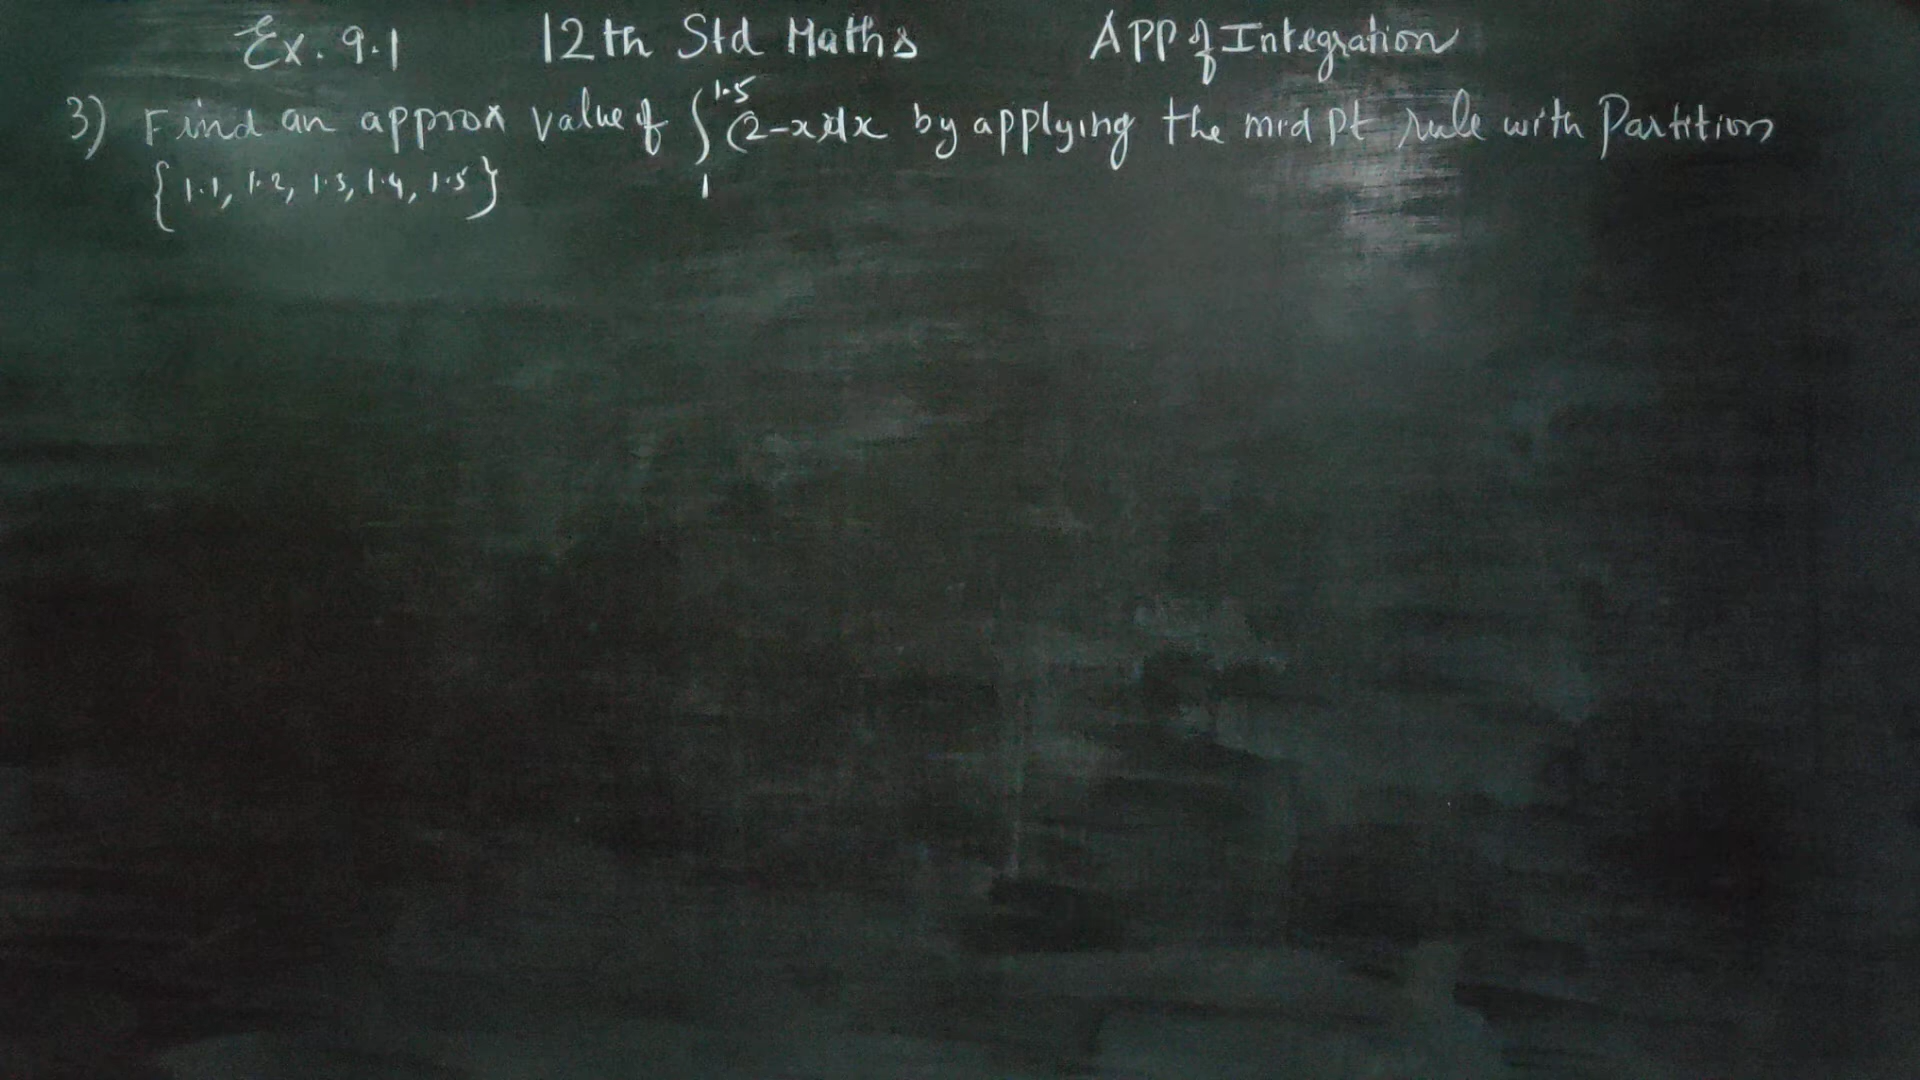 Ex. 9.1 12th Std Maths APP of Integration
3) Find an approx value of ∫₁^1.5 (2-x)dx by applying the mid pt rule with Partition
{1.1, 1.2, 1.3, 1.4, 1.5}